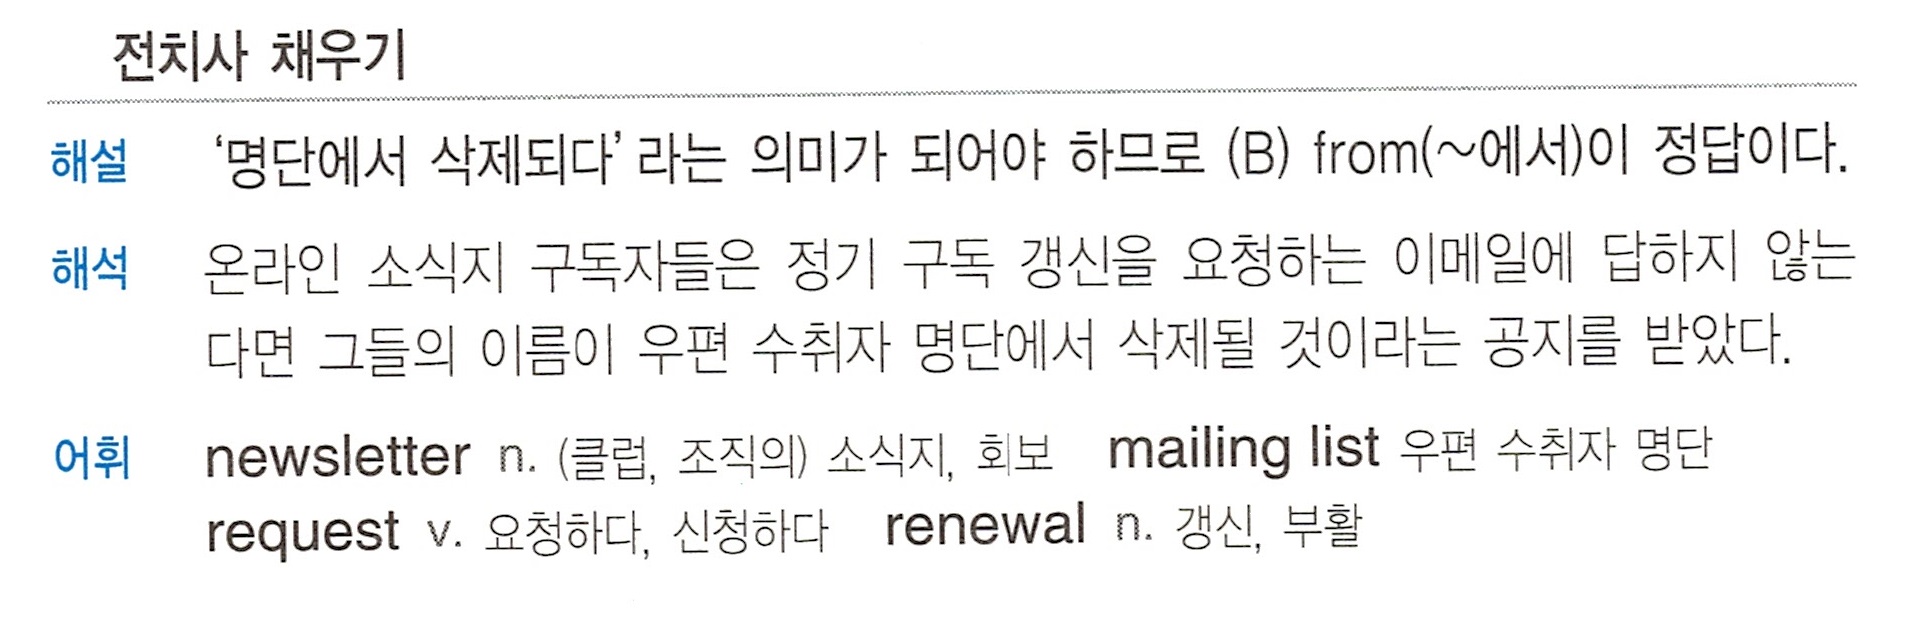 전치사 채우기
해설 ‘명단에서 삭제되다’라는 의미가 되어야 하므로 (B) from(~에서)이 정답이다.
해석 온라인 소식지 구독자들은 정기 구독 갱신을 요청하는 이메일에 답하지 않는
다면 그들의 이름이 우편 수취자 명단에서 삭제될 것이라는 공지를 받았다.
어휘 newsletter n. (클럽, 조직의) 소식지, 회보 mailing list 우편 수취자 명단
request v. 요청하다, 신청하다 renewal n. 갱신, 부활